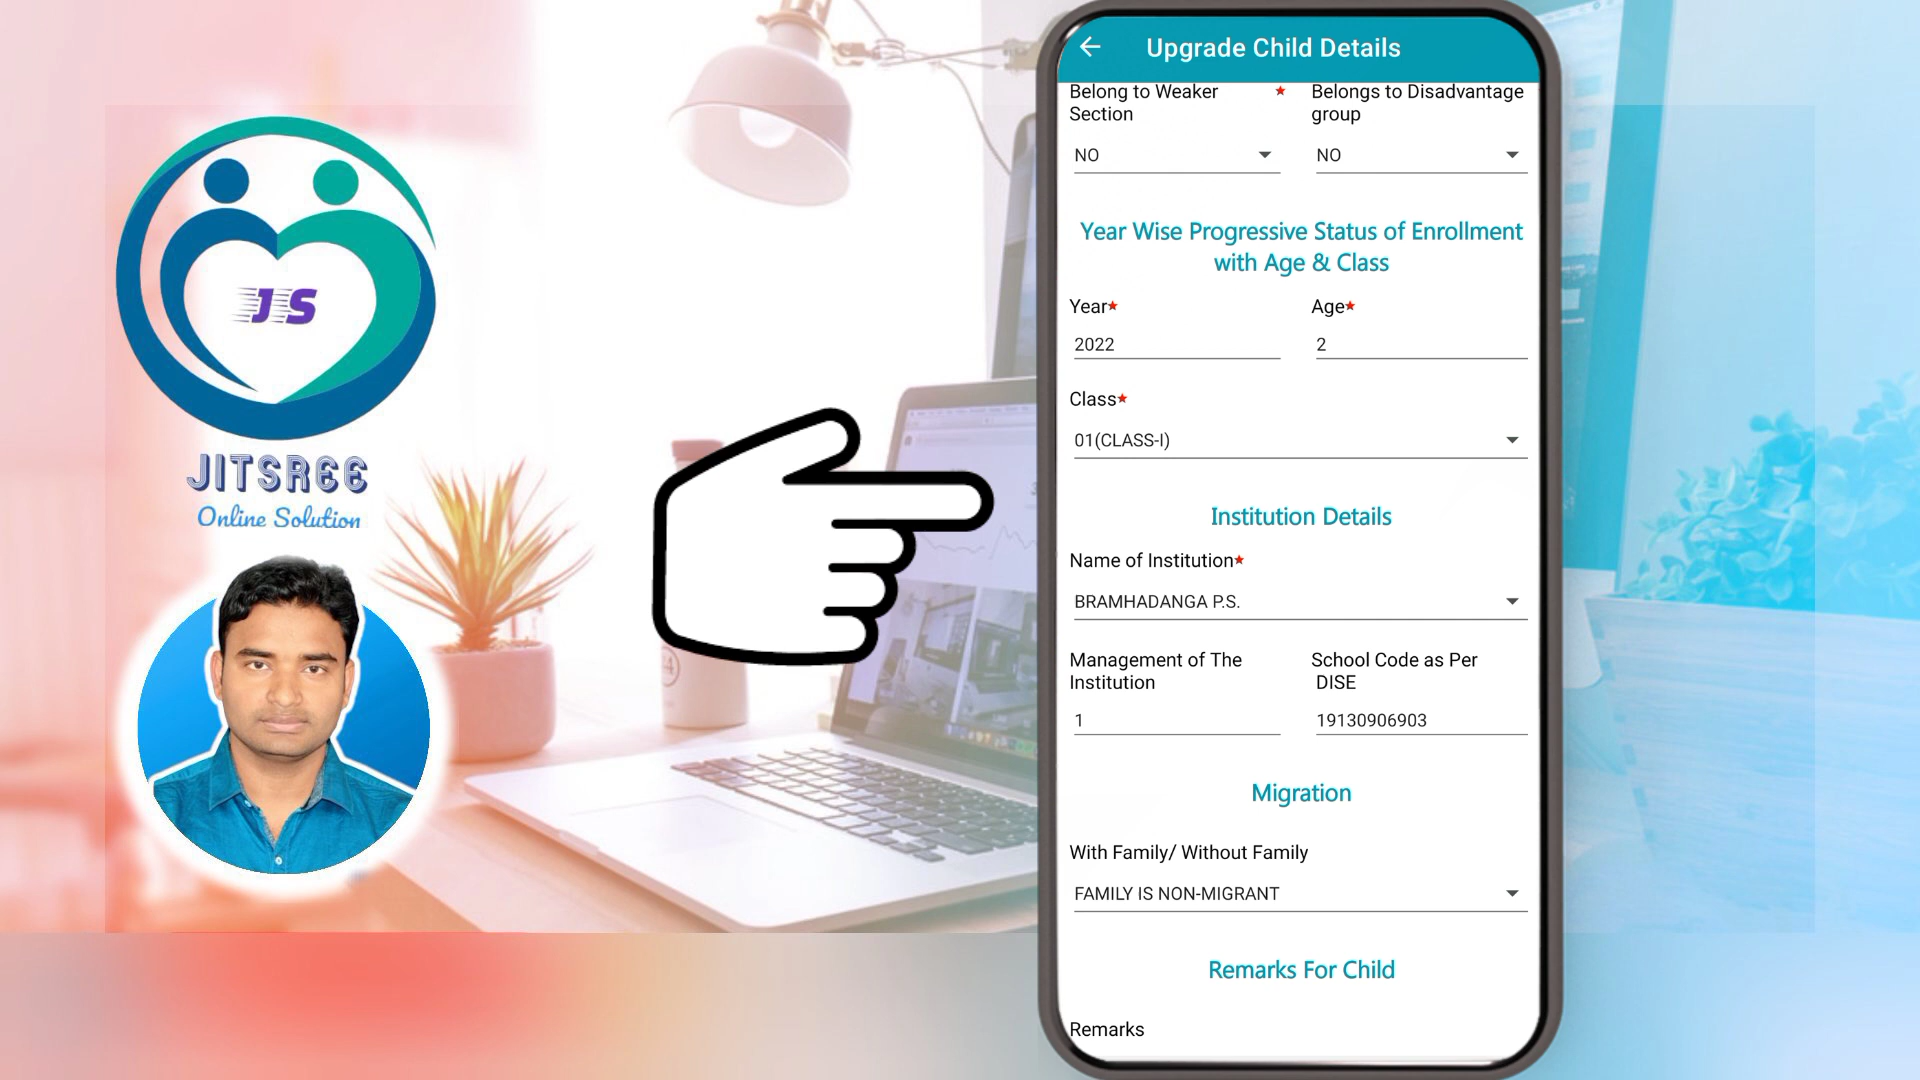 JS
JITSREE
Online Solution
Upgrade Child Details
Belong to Weaker
Section
*
Belongs to Disadvantage
group
NO
NO
Year Wise Progressive Status of Enrollment
with Age & Class
Year*
Age*
2022
2
Class*
01(CLASS-I)
Institution Details
Name of Institution*
BRAMHADANGA P.S.
Management of The
Institution
School Code as Per
DISE
1
19130906903
Migration
With Family/ Without Family
FAMILY IS NON-MIGRANT
Remarks For Child
Remarks